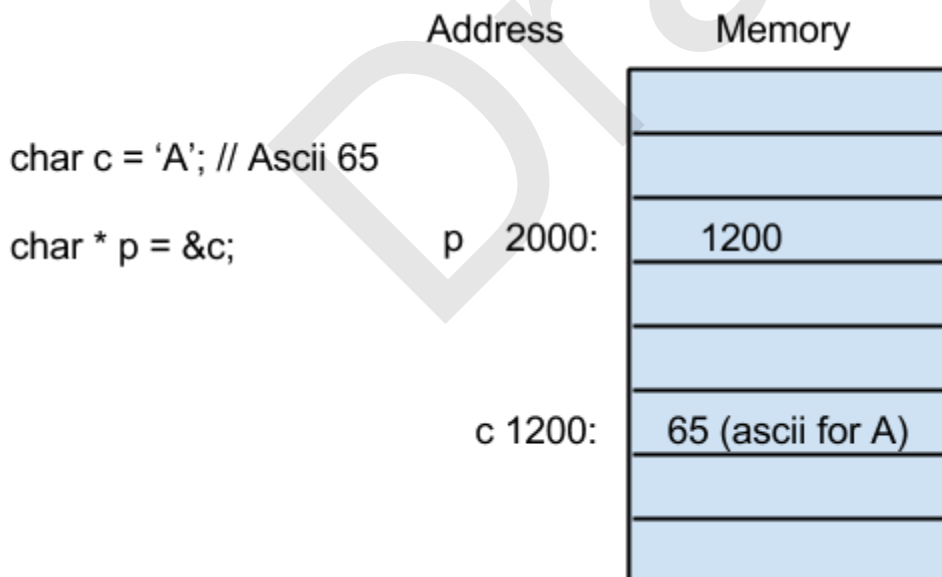 Address Memory
char c = ‘A’; // Ascii 65
char * p = &c; p 2000: 1200
c 1200: 65 (ascii for A)